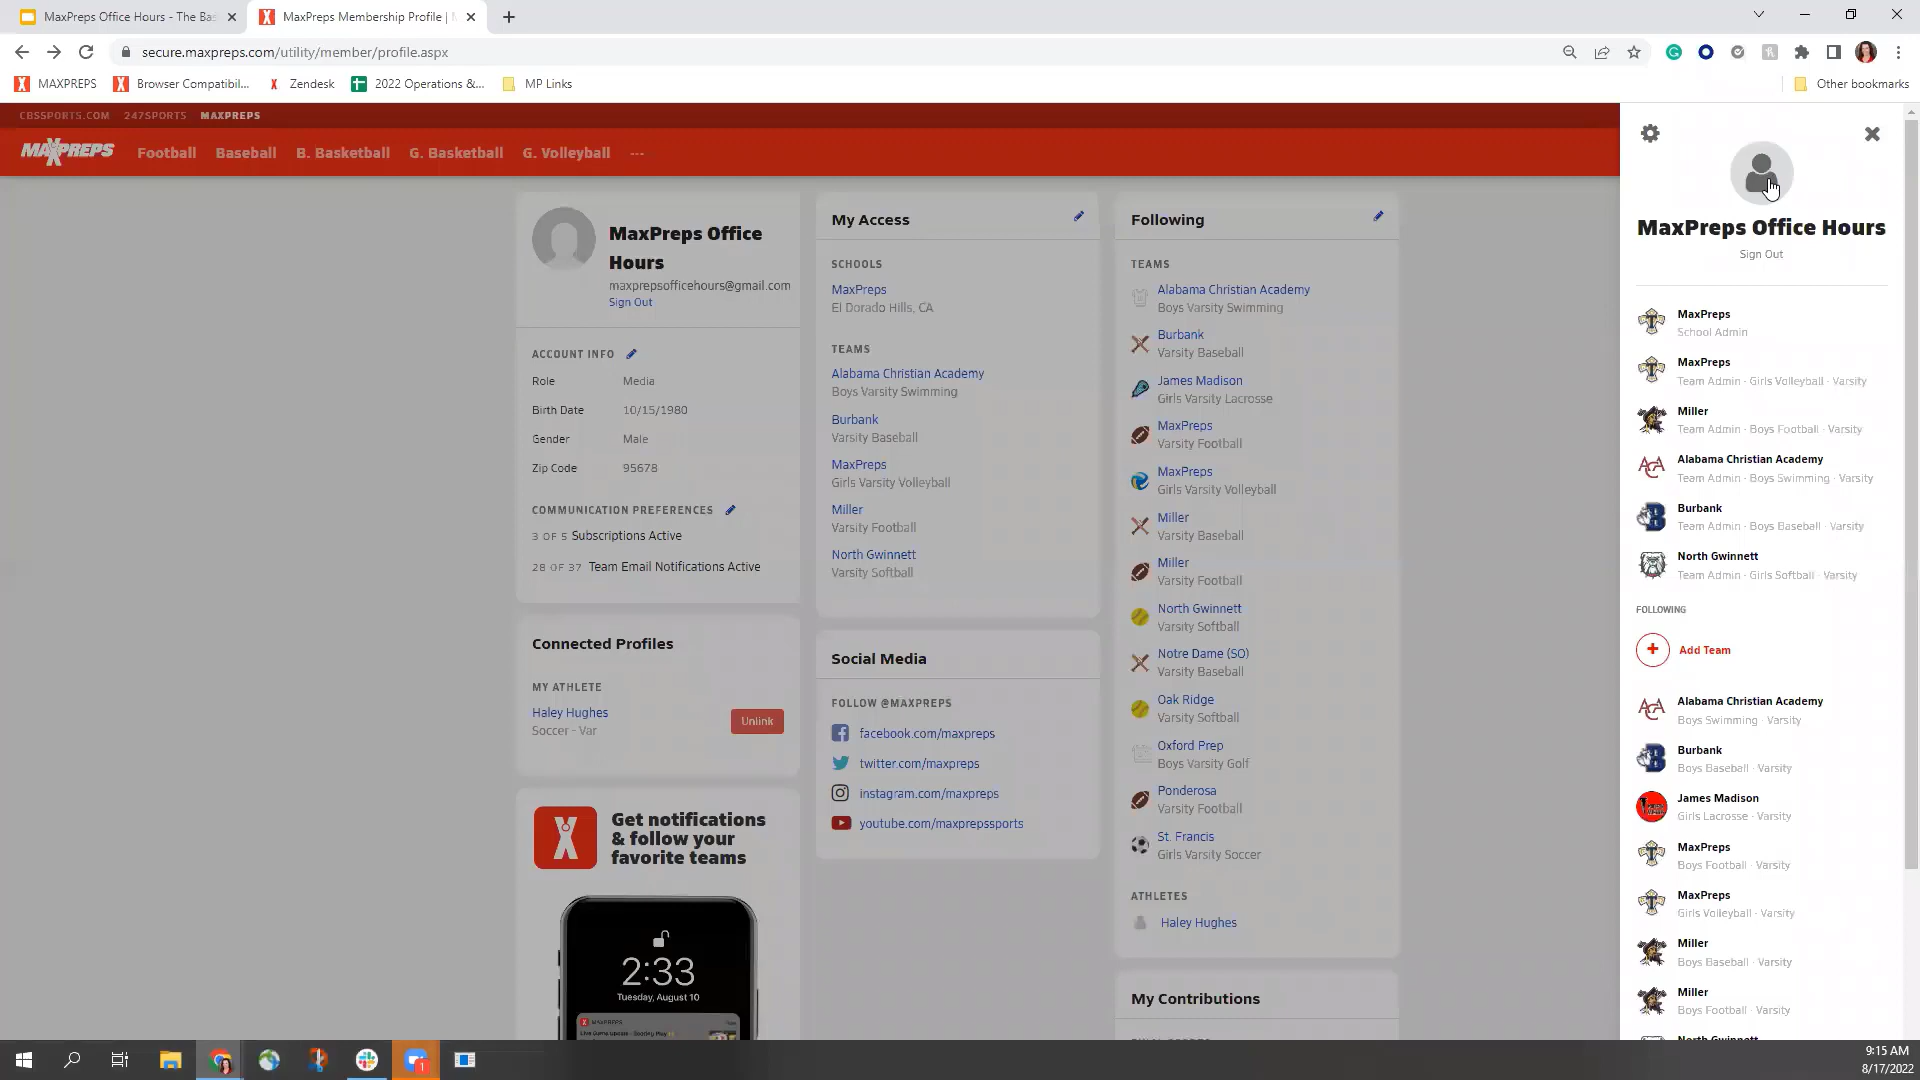 MaxPreps Office Hours - The Bas
MaxPreps Membership Profile | M
secure.maxpreps.com/utility/member/profile.aspx
MAXPREPS
Browser Compatibil...
Zendesk
2022 Operations &...
MP Links
Other bookmarks
CBSSPORTS.COM 247SPORTS MAXPREPS
MAXPREPS Football Baseball B. Basketball G. Basketball G. Volleyball ---
MaxPreps Office
Hours
maxprepsofficehours@gmail.com
Sign Out
ACCOUNT INFO
Role Media
Birth Date 10/15/1980
Gender Male
Zip Code 95678
COMMUNICATION PREFERENCES
3 OF 5 Subscriptions Active
28 OF 37 Team Email Notifications Active
Connected Profiles
MY ATHLETE
Haley Hughes
Soccer - Var
Unlink
Get notifications
& follow your
favorite teams
2:33
Tuesday, August 10
MAXPREPS
My Access
SCHOOLS
MaxPreps
El Dorado Hills, CA
TEAMS
Alabama Christian Academy
Boys Varsity Swimming
Burbank
Varsity Baseball
MaxPreps
Girls Varsity Volleyball
Miller
Varsity Football
North Gwinnett
Varsity Softball
Social Media
FOLLOW @MAXPREPS
facebook.com/maxpreps
twitter.com/maxpreps
instagram.com/maxpreps
youtube.com/maxprepssports
Following
TEAMS
Alabama Christian Academy
Boys Varsity Swimming
Burbank
Varsity Baseball
James Madison
Girls Varsity Lacrosse
MaxPreps
Varsity Football
MaxPreps
Girls Varsity Volleyball
Miller
Varsity Baseball
Miller
Varsity Football
North Gwinnett
Varsity Softball
Notre Dame (SO)
Varsity Baseball
Oak Ridge
Varsity Softball
Oxford Prep
Boys Varsity Golf
Ponderosa
Varsity Football
St. Francis
Girls Varsity Soccer
ATHLETES
Haley Hughes
My Contributions
MaxPreps Office Hours
Sign Out
MaxPreps
School Admin
MaxPreps
Team Admin · Girls Volleyball · Varsity
Miller
Team Admin · Boys Football · Varsity
Alabama Christian Academy
Team Admin · Boys Swimming · Varsity
Burbank
Team Admin · Boys Baseball · Varsity
North Gwinnett
Team Admin · Girls Softball · Varsity
FOLLOWING
Add Team
Alabama Christian Academy
Boys Swimming · Varsity
Burbank
Boys Baseball · Varsity
James Madison
Girls Lacrosse · Varsity
MaxPreps
Boys Football · Varsity
MaxPreps
Girls Volleyball · Varsity
Miller
Boys Baseball · Varsity
Miller
Boys Football · Varsity
North Gwinnett
9:15 AM
8/17/2022